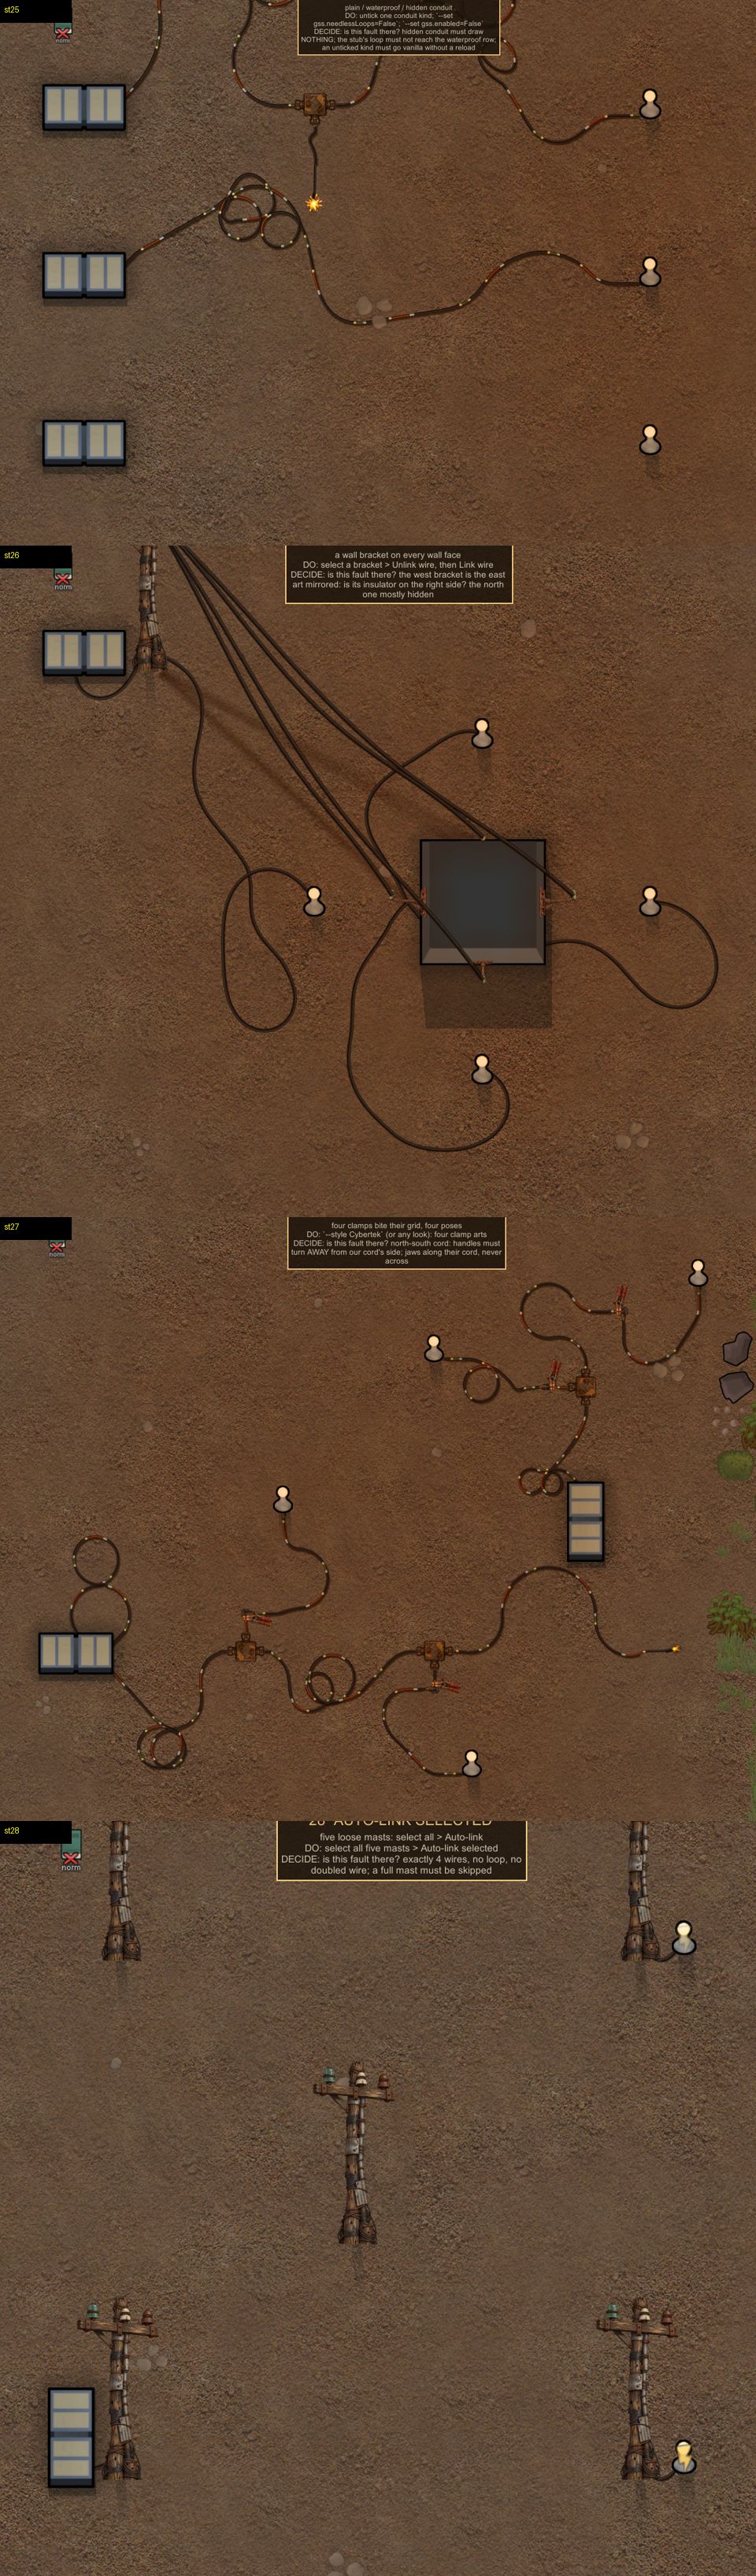 st25
norm
plain / waterproof / hidden conduit
DO: untick one conduit kind; `--set
gss.needlessLoops=False`; `--set gss.enabled=False`
DECIDE: is this fault there? hidden conduit must draw
NOTHING; the stub's loop must not reach the waterproof row;
an unticked kind must go vanilla without a reload
st26
norm
a wall bracket on every wall face
DO: select a bracket > Unlink wire, then Link wire
DECIDE: is this fault there? the west bracket is the east
art mirrored: is its insulator on the right side? the north
one mostly hidden
st27
norm
four clamps bite their grid, four poses
DO: `--style Cybertek` (or any look): four clamp arts
DECIDE: is this fault there? north-south cord: handles must
turn AWAY from our cord's side; jaws along their cord, never
across
st28
norm
28 AUTO-LINK SELECTED
five loose masts: select all > Auto-link
DO: select all five masts > Auto-link selected
DECIDE: is this fault there? exactly 4 wires, no loop, no
doubled wire; a full mast must be skipped